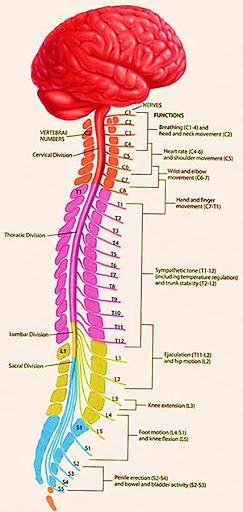 NERVES
C1
FUNCTIONS
C2
C2
C3
C4
C5
C6
C7
C8
VERTEBRAE
NUMBERS
Cervical Division
Breathing (C1-4) and
head and neck movement (C2)
Heart rate (C4-6)
and shoulder movement (C5)
Wrist and elbow
movement (C6-7)
Hand and finger
movement (C7-T1)
T1
T1
T2
T3
T4
T5
T6
T7
T8
T9
T10
T11
T12
Thoracic Division
Sympathetic tone (T1-12)
(including temperature regulation)
and trunk stability (T2-12)
Lumbar Division
L1
L1
L2
L3
L4
L5
Sacral Division
Ejaculation (T11-L2)
and hip motion (L2)
Knee extension (L3)
Foot motion (L4-S1)
and knee flexion (L5)
S1
S1
S2
S3
S4
S5
Penile erection (S2-S4)
and bowel and bladder activity (S2-S3)